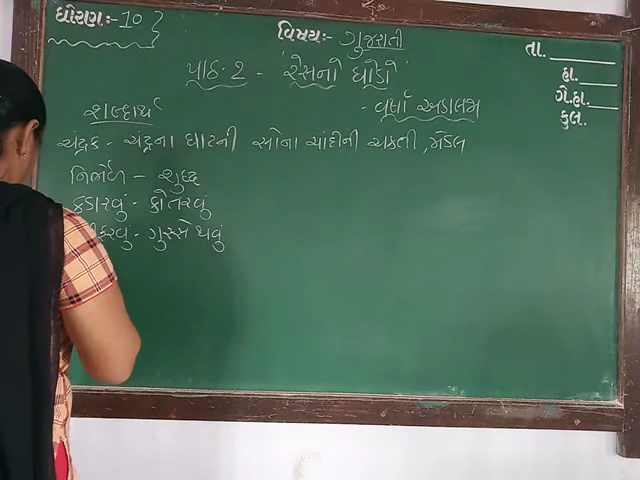 ધોરણ:- 10
વિષય:- ગુજરાતી
તા.
હા.
ગે.હા.
કુલ.
પાઠ: 2 - 'રેસનો ઘોડો'
- વર્ષા અડાલજા
શબ્દાર્થ
ચંદ્રક - ચંદ્રના ઘાટની સોના ચાંદીની ચકતી, મેડલ
નિર્ભેળ - શુદ્ધ
કંડારવું - કોતરવું
ગુસ્સે થવું